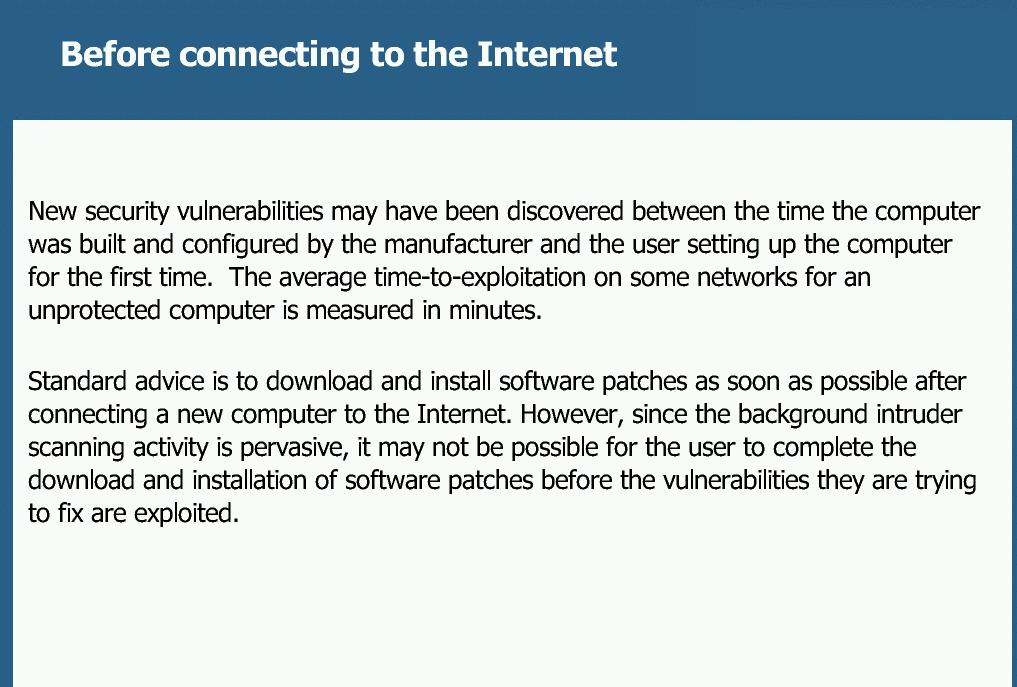 Before connecting to the Internet
New security vulnerabilities may have been discovered between the time the computer
was built and configured by the manufacturer and the user setting up the computer
for the first time.  The average time-to-exploitation on some networks for an
unprotected computer is measured in minutes.
Standard advice is to download and install software patches as soon as possible after
connecting a new computer to the Internet. However, since the background intruder
scanning activity is pervasive, it may not be possible for the user to complete the
download and installation of software patches before the vulnerabilities they are trying
to fix are exploited.